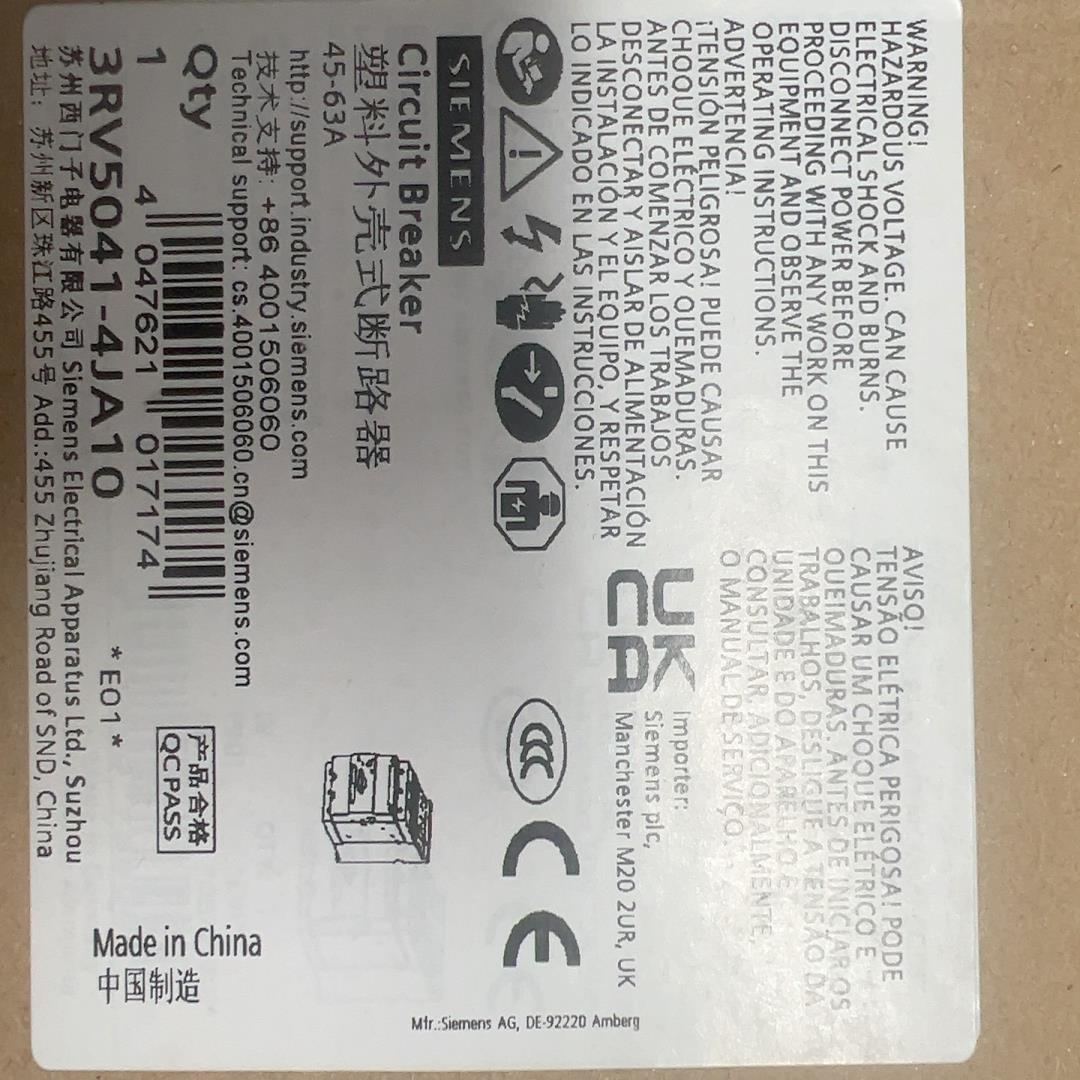 WARNING!
HAZARDOUS VOLTAGE. CAN CAUSE
ELECTRICAL SHOCK AND BURNS.
DISCONNECT POWER BEFORE
PROCEEDING WITH ANY WORK ON THIS
EQUIPMENT AND OBSERVE THE
OPERATING INSTRUCTIONS.
ADVERTENCIA!
¡TENSIÓN PELIGROSA! PUEDE CAUSAR
CHOQUE ELÉCTRICO Y QUEMADURAS.
ANTES DE COMENZAR LOS TRABAJOS
DESCONECTAR Y AISLAR DE ALIMENTACIÓN
LA INSTALACIÓN Y EL EQUIPO, Y RESPETAR
LO INDICADO EN LAS INSTRUCCIONES.
AVISO!
TENSÃO ELÉTRICA PERIGOSA! PODE
CAUSAR UM CHOQUE ELÉTRICO E
QUEIMADURAS. ANTES DE INICIAR OS
TRABALHOS, DESLIGUE A TENSÃO DA
UNIDADE E DO APARELHO E
CONSULTAR, ADICIONALMENTE,
O MANUAL DE SERVIÇO.
UK
CA
Importer:
Siemens plc,
Manchester M20 2UR, UK
CCC
CE
SIEMENS
Circuit Breaker
塑料外壳式断路器
45-63A
http://support.industry.siemens.com
技术支持: +86 4001506060
Technical support: cs.4001506060.cn@siemens.com
Qty
1
4 047621 017174
3RV5041-4JA10
*E01*
产品合格
QC PASS
苏州西门子电器有限公司 Siemens Electrical Apparatus Ltd., Suzhou
地址: 苏州新区珠江路455号 Add.:455 Zhujiang Road of SND, China
Made in China
中国制造
Mfr.:Siemens AG, DE-92220 Amberg